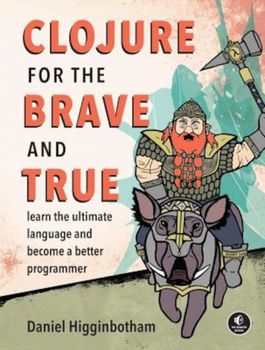 CLOJURE
FOR THE
BRAVE
AND
TRUE
learn the ultimate
language and
become a better
programmer
Daniel Higginbotham